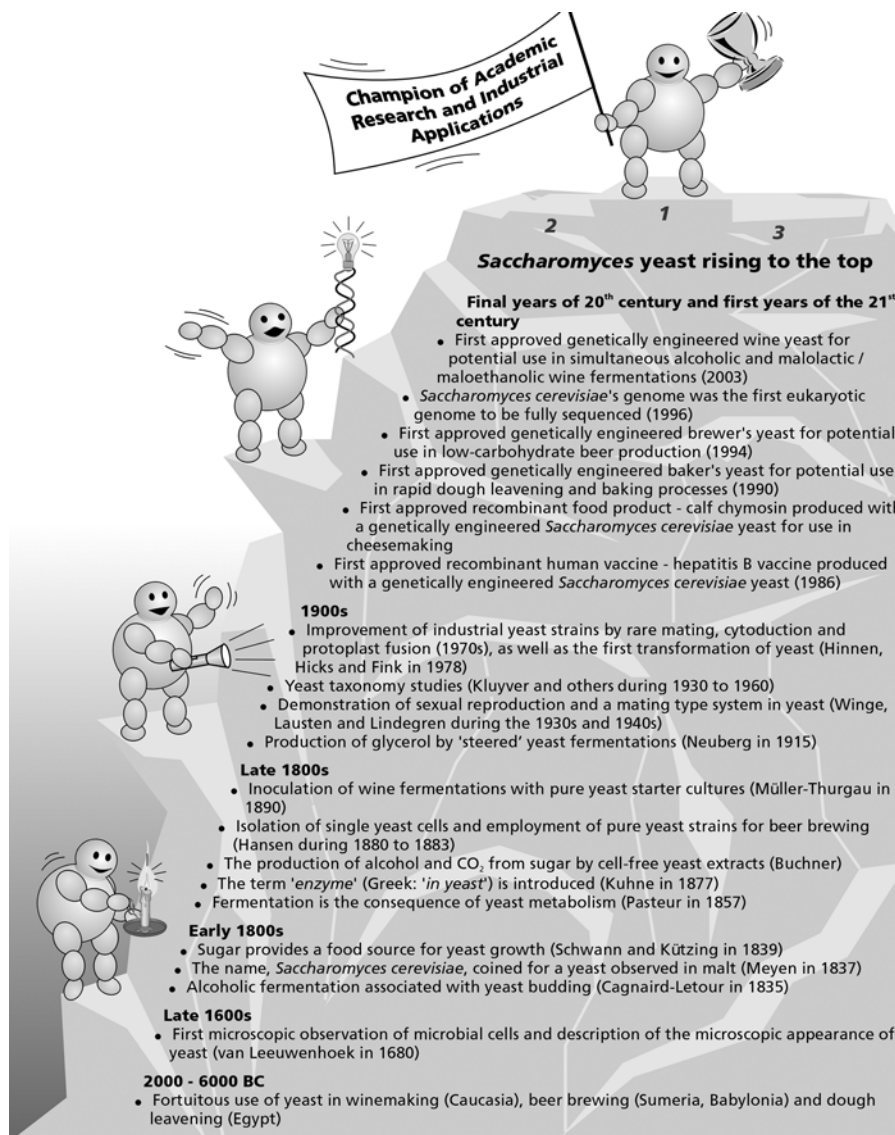 Champion of Academic
Research and Industrial
Applications
1
2
3
Saccharomyces yeast rising to the top
Final years of 20th century and first years of the 21st
century
• First approved genetically engineered wine yeast for
potential use in simultaneous alcoholic and malolactic /
maloethanolic wine fermentations (2003)
• Saccharomyces cerevisiae's genome was the first eukaryotic
genome to be fully sequenced (1996)
• First approved genetically engineered brewer's yeast for potential
use in low-carbohydrate beer production (1994)
• First approved genetically engineered baker's yeast for potential use
in rapid dough leavening and baking processes (1990)
• First approved recombinant food product - calf chymosin produced with
a genetically engineered Saccharomyces cerevisiae yeast for use in
cheesemaking
• First approved recombinant human vaccine - hepatitis B vaccine produced
with a genetically engineered Saccharomyces cerevisiae yeast (1986)
1900s
• Improvement of industrial yeast strains by rare mating, cytoduction and
protoplast fusion (1970s), as well as the first transformation of yeast (Hinnen,
Hicks and Fink in 1978)
• Yeast taxonomy studies (Kluyver and others during 1930 to 1960)
• Demonstration of sexual reproduction and a mating type system in yeast (Winge,
Lausten and Lindegren during the 1930s and 1940s)
• Production of glycerol by 'steered' yeast fermentations (Neuberg in 1915)
Late 1800s
• Inoculation of wine fermentations with pure yeast starter cultures (Müller-Thurgau in
1890)
• Isolation of single yeast cells and employment of pure yeast strains for beer brewing
(Hansen during 1880 to 1883)
• The production of alcohol and CO₂ from sugar by cell-free yeast extracts (Buchner)
• The term 'enzyme' (Greek: 'in yeast') is introduced (Kuhne in 1877)
• Fermentation is the consequence of yeast metabolism (Pasteur in 1857)
Early 1800s
• Sugar provides a food source for yeast growth (Schwann and Kützing in 1839)
• The name, Saccharomyces cerevisiae, coined for a yeast observed in malt (Meyen in 1837)
• Alcoholic fermentation associated with yeast budding (Cagnaird-Letour in 1835)
Late 1600s
• First microscopic observation of microbial cells and description of the microscopic appearance of
yeast (van Leeuwenhoek in 1680)
2000 - 6000 BC
• Fortuitous use of yeast in winemaking (Caucasia), beer brewing (Sumeria, Babylonia) and dough
leavening (Egypt)